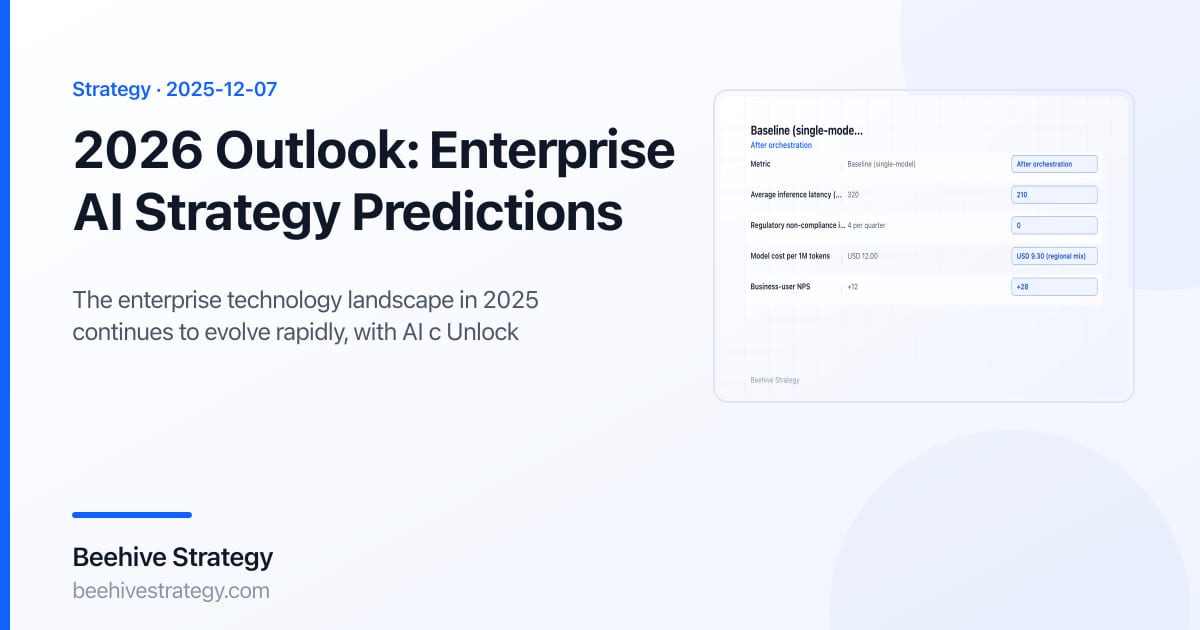 Strategy · 2025-12-07
2026 Outlook: Enterprise
AI Strategy Predictions
The enterprise technology landscape in 2025
continues to evolve rapidly, with AI c Unlock
Beehive Strategy
beehivestrategy.com
Baseline (single-mode...
After orchestration
Metric Baseline (single-model) After orchestration
Average inference latency (... 320 210
Regulatory non-compliance i... 4 per quarter 0
Model cost per 1M tokens USD 12.00 USD 9.30 (regional mix)
Business-user NPS +12 +28
Beehive Strategy